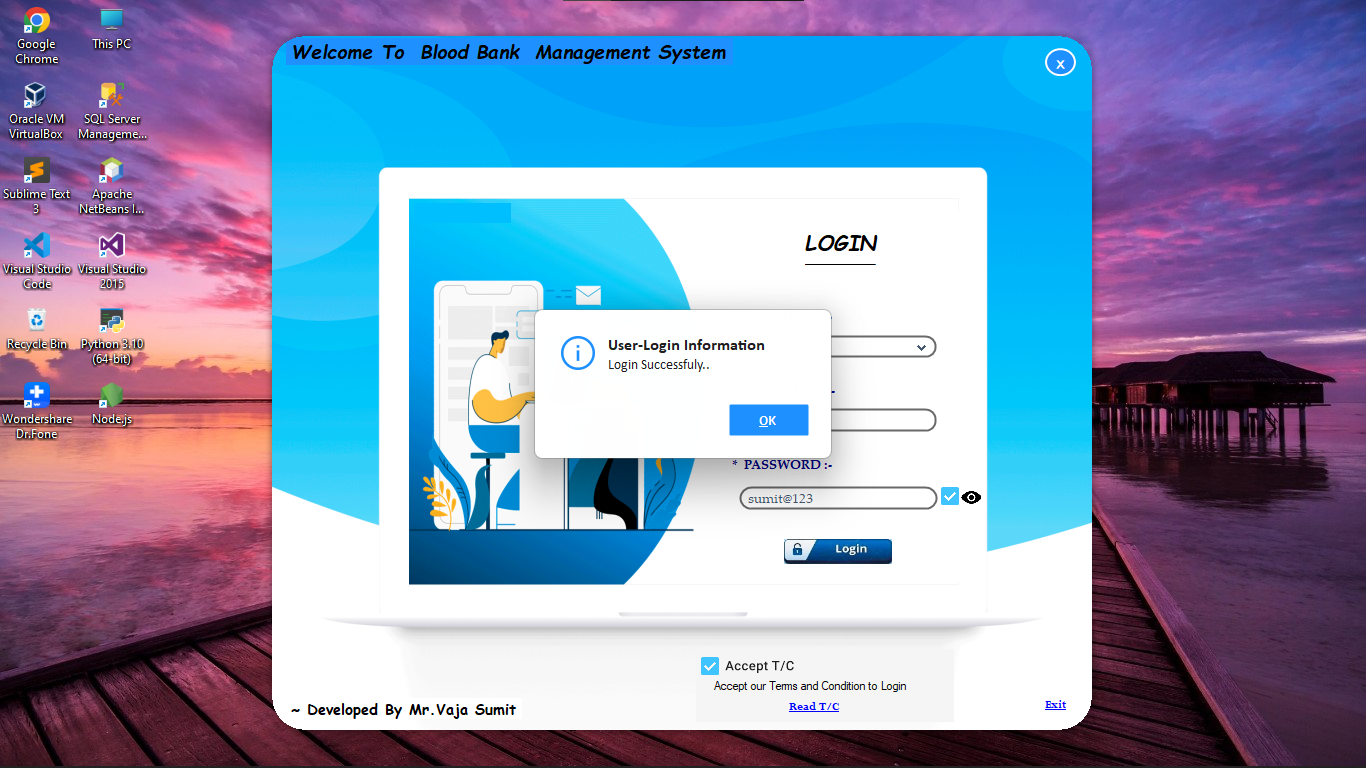 Google
Chrome
This PC
Oracle VM
VirtualBox
SQL Server
Manageme...
Sublime Text
3
Apache
NetBeans I...
Visual Studio
Code
Visual Studio
2015
Recycle Bin
Python 3.10
(64-bit)
Wondershare
Dr.Fone
Node.js
Welcome To Blood Bank Management System
x
LOGIN
User-Login Information
Login Successfuly..
OK
* PASSWORD :-
sumit@123
Login
Accept T/C
Accept our Terms and Condition to Login
Read T/C
~ Developed By Mr.Vaja Sumit
Exit